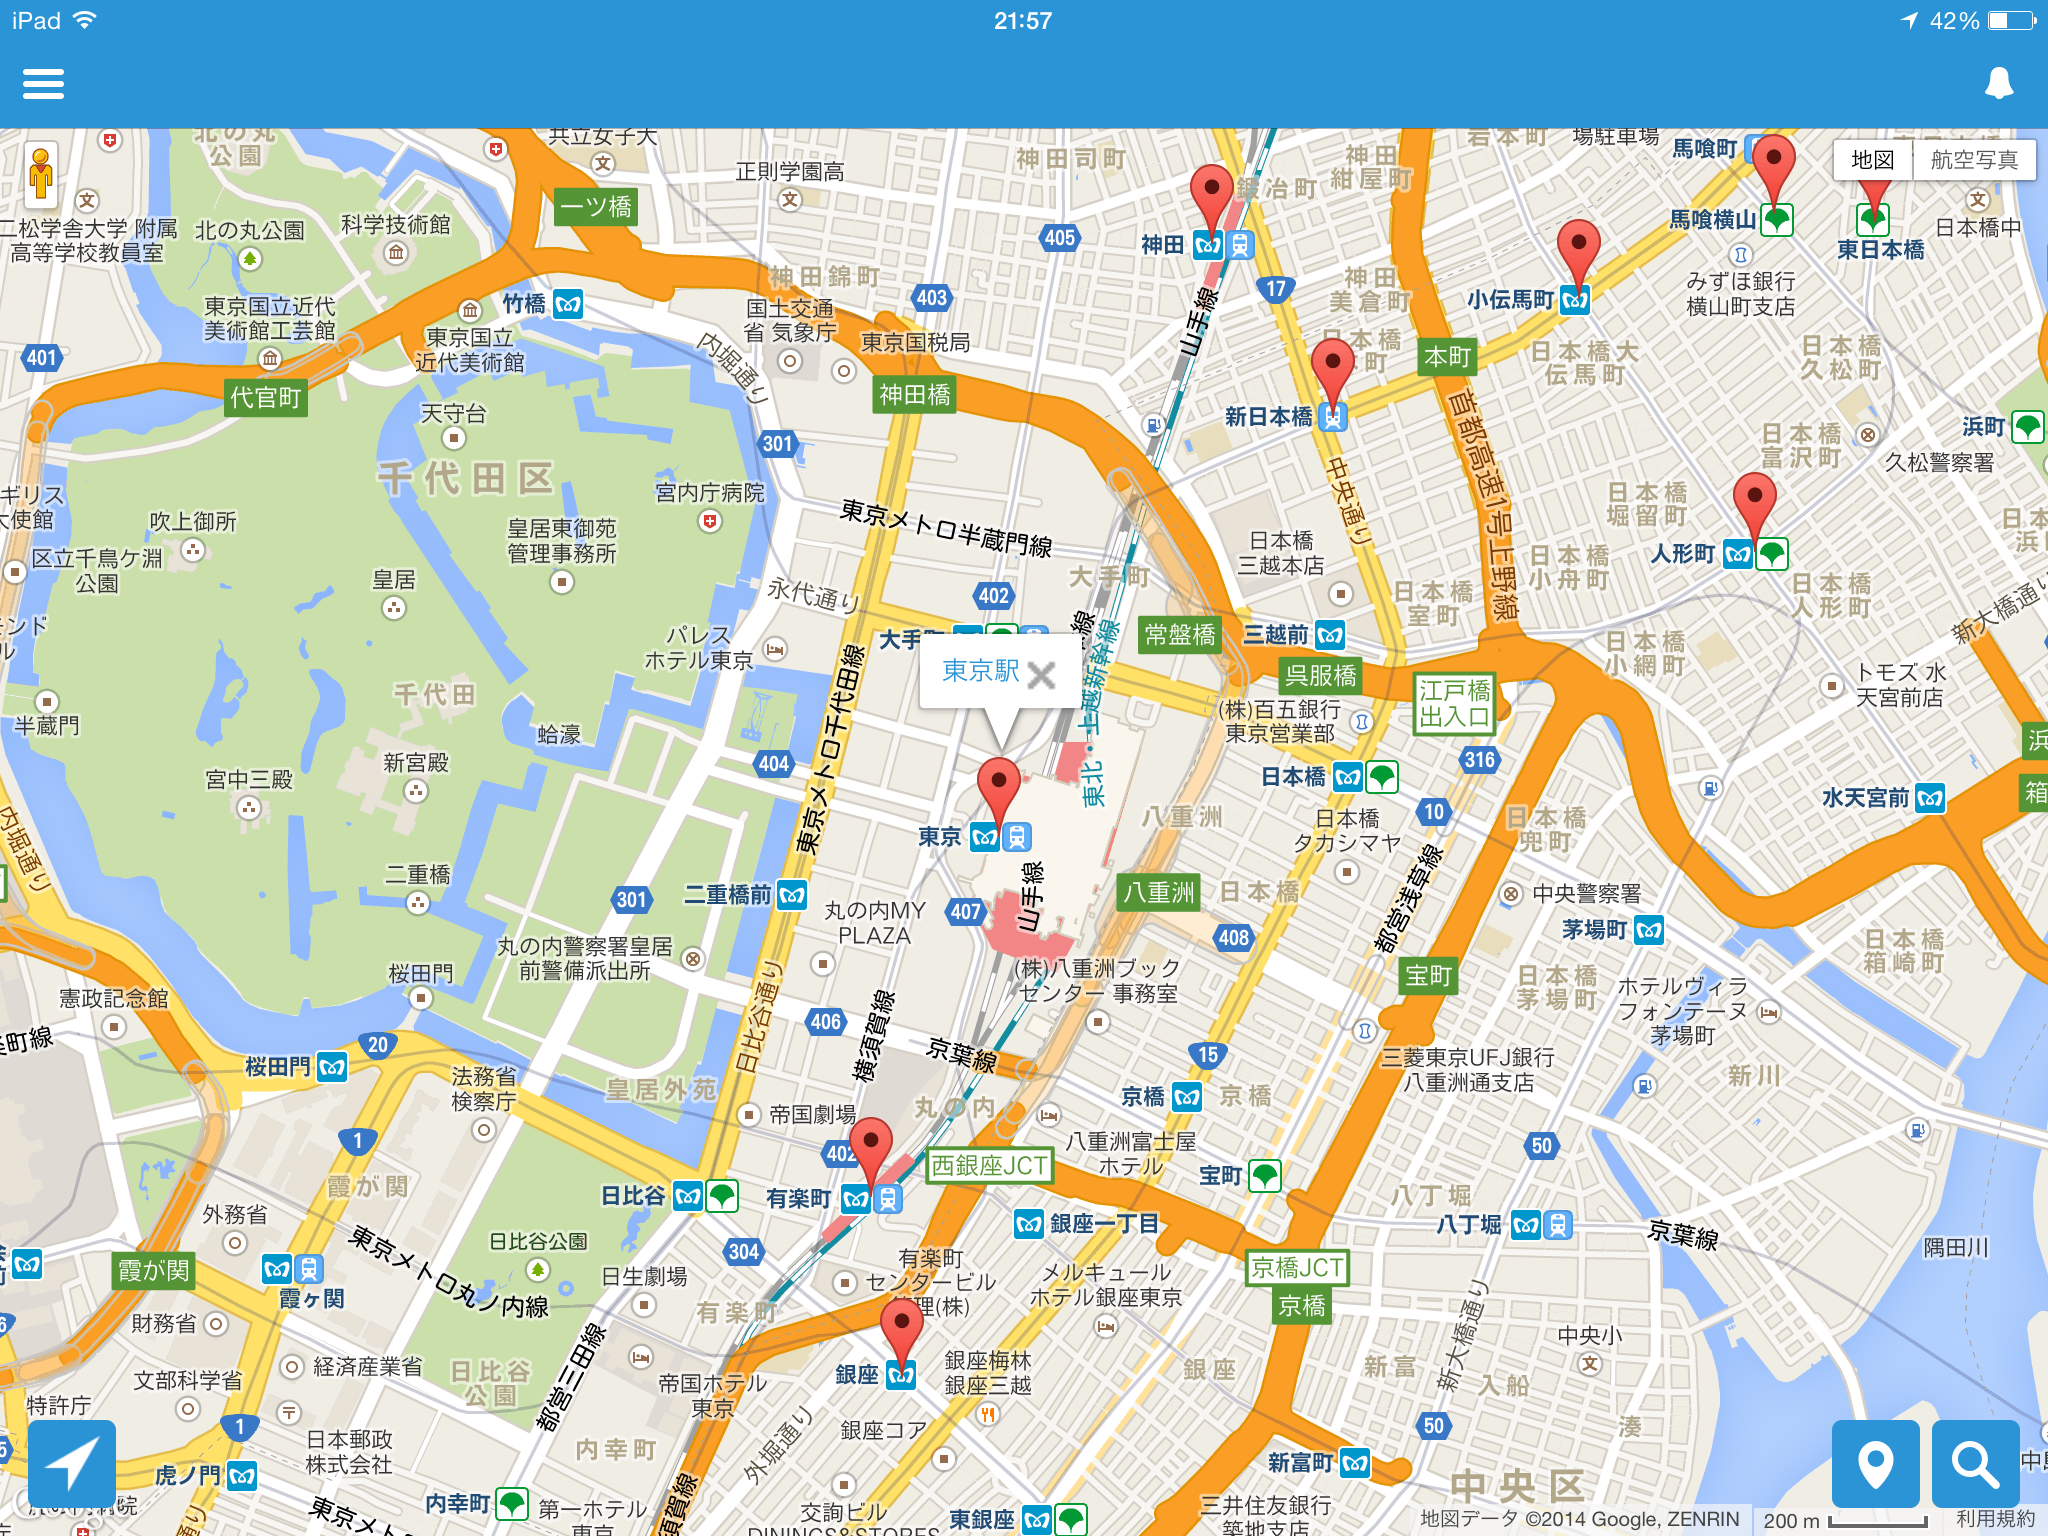 iPad
21:57
42%
北の丸
公園
共立女子大
正則学園高
神田司町
鍛冶町
神田
紺屋町
岩本町
場駐車場
馬喰町
地図
航空写真
一ツ橋
二松学舎大学 附属
高等学校教員室
北の丸公園
科学技術館
405
神田
馬喰横山
東日本橋
日本橋中
東京国立近代
美術館工芸館
竹橋
神田錦町
国土交通
省 気象庁
403
17
神田
美倉町
小伝馬町
みずほ銀行
横山町支店
山手線
401
東京国立
近代美術館
内堀通り
東京国税局
本町
日本橋大
伝馬町
日本橋
久松町
代官町
神田橋
天守台
301
新日本橋
首都高速1号上野線
日本橋
富沢町
浜町
久松警察署
千代田区
宮内庁病院
中央通り
東京メトロ半蔵門線
日本橋
堀留町
吹上御所
皇居東御苑
管理事務所
日本橋
三越本店
人形町
区立千鳥ケ淵
公園
皇居
大手町
402
永代通り
日本橋
室町
日本橋
小舟町
日本橋
人形町
新大橋通り
パレス
ホテル東京
常盤橋
三越前
呉服橋
日本橋
小網町
東京駅
東北・上越新幹線
江戸橋
出入口
トモズ 水
天宮前店
千代田
半蔵門
蛤濠
東京メトロ千代田線
(株)百五銀行
東京営業部
404
316
宮中三殿
新宮殿
日本橋
水天宮前
内堀通り
東京
八重洲
日本橋
タカシマヤ
10
日本橋
兜町
二重橋
301
二重橋前
丸の内MY
PLAZA
407
山手線
八重洲
日本橋
408
都営浅草線
中央警察署
茅場町
日本橋
箱崎町
丸の内警察署皇居
前警備派出所
桜田門
憲政記念館
(株)八重洲ブック
センター 事務室
宝町
日本橋
茅場町
ホテルヴィラ
フォンテーヌ
茅場町
日比谷通り
406
横須賀線
京葉線
20
15
桜田門
法務省
検察庁
皇居外苑
帝国劇場
丸の内
京橋
京橋
三菱東京UFJ銀行
八重洲通支店
新川
1
402
西銀座JCT
八重洲富士屋
ホテル
50
霞が関
日比谷
有楽町
宝町
八丁堀
外務省
日比谷公園
銀座一丁目
八丁堀
京葉線
隅田川
霞が関
霞ヶ関
東京メトロ丸ノ内線
304
日生劇場
有楽町
センタービル
管理(株)
メルキュール
ホテル銀座東京
京橋JCT
京橋
財務省
有楽町
新大橋通り
中央小
経済産業省
文部科学省
日比谷
公園
都営三田線
帝国ホテル
東京
銀座
銀座梅林
銀座三越
銀座
新富
入船
特許庁
1
日本郵政
株式会社
内幸町
外堀通り
銀座コア
50
湊
虎ノ門
新富町
中央区
内幸町
第一ホテル
東京
交詢ビル
DINING&STORES
東銀座
三井住友銀行
築地支店
地図データ ©2014 Google, ZENRIN
200 m
利用規約